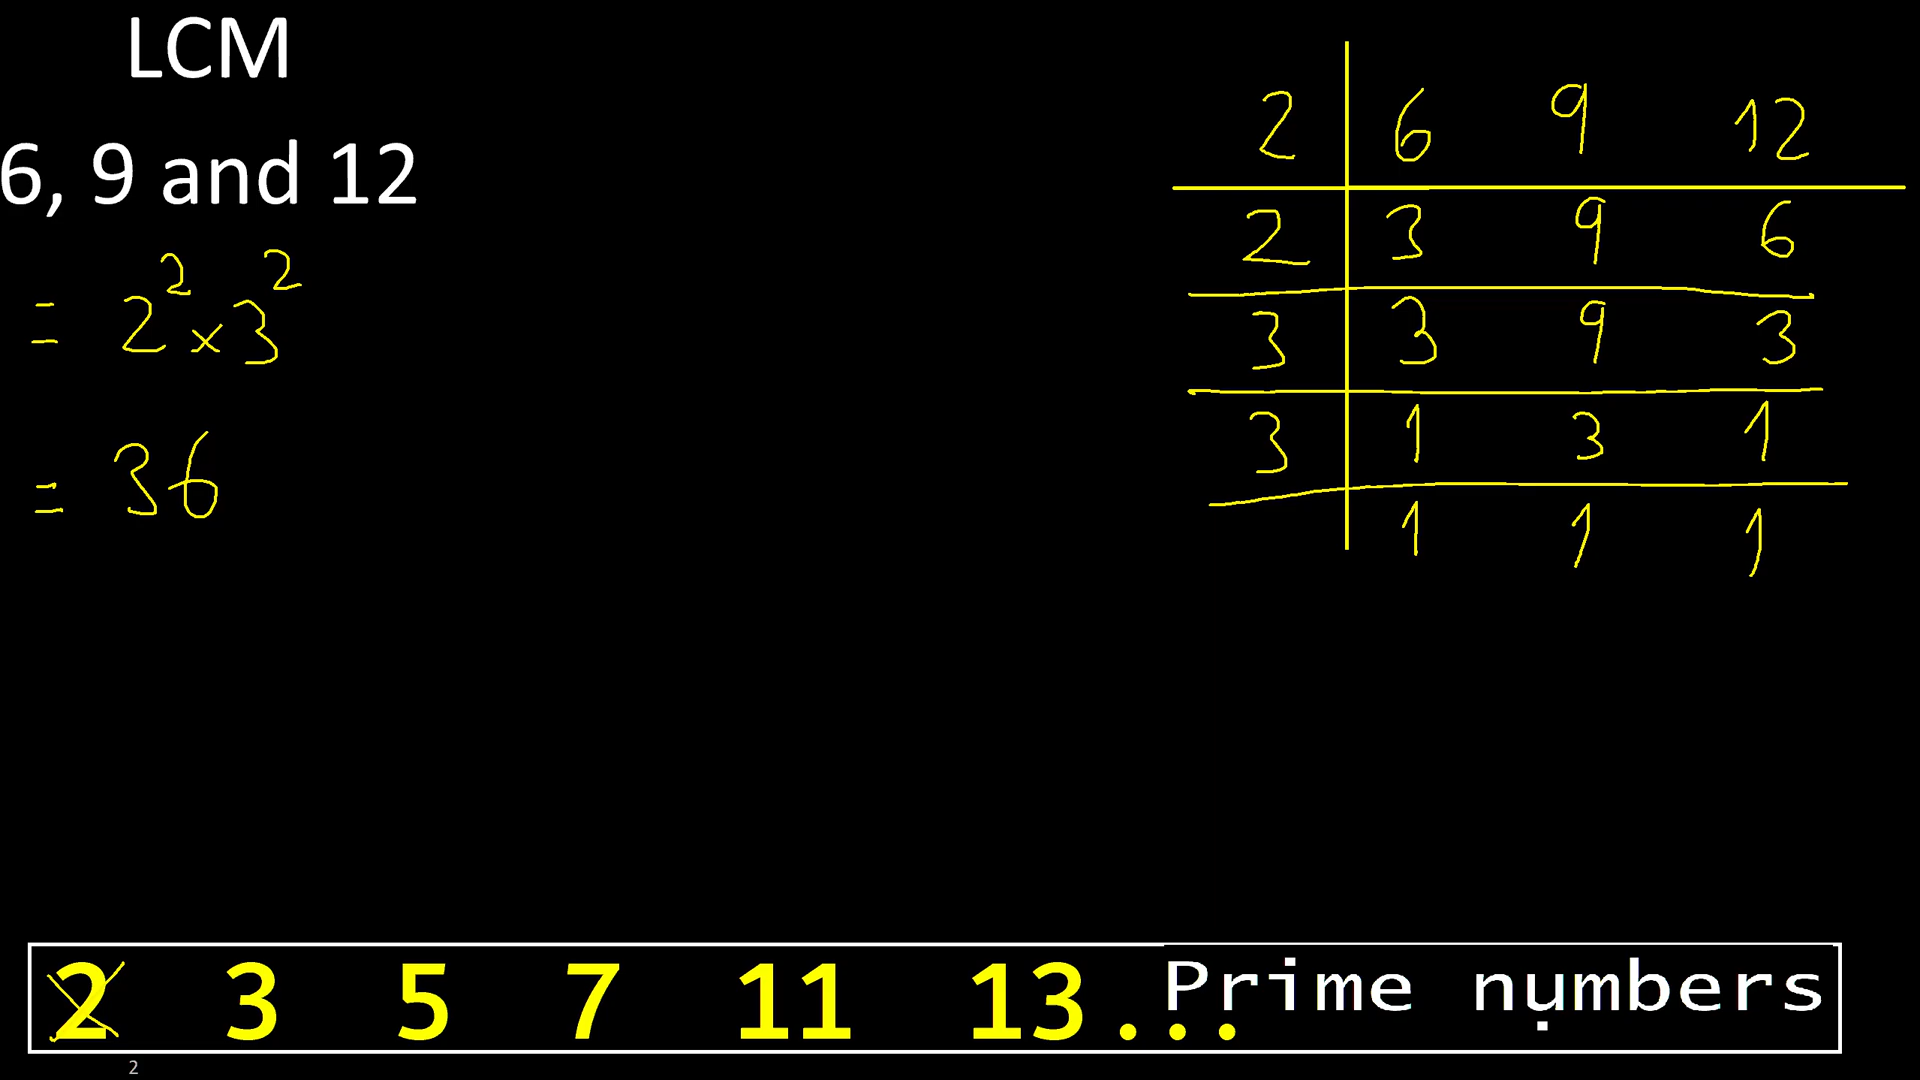 LCM
6, 9 and 12
= 2² × 3²
= 36
2 | 6 9 12
2 | 3 9 6
3 | 3 9 3
3 | 1 3 1
| 1 1 1
2 3 5 7 11 13 ... Prime numbers
2